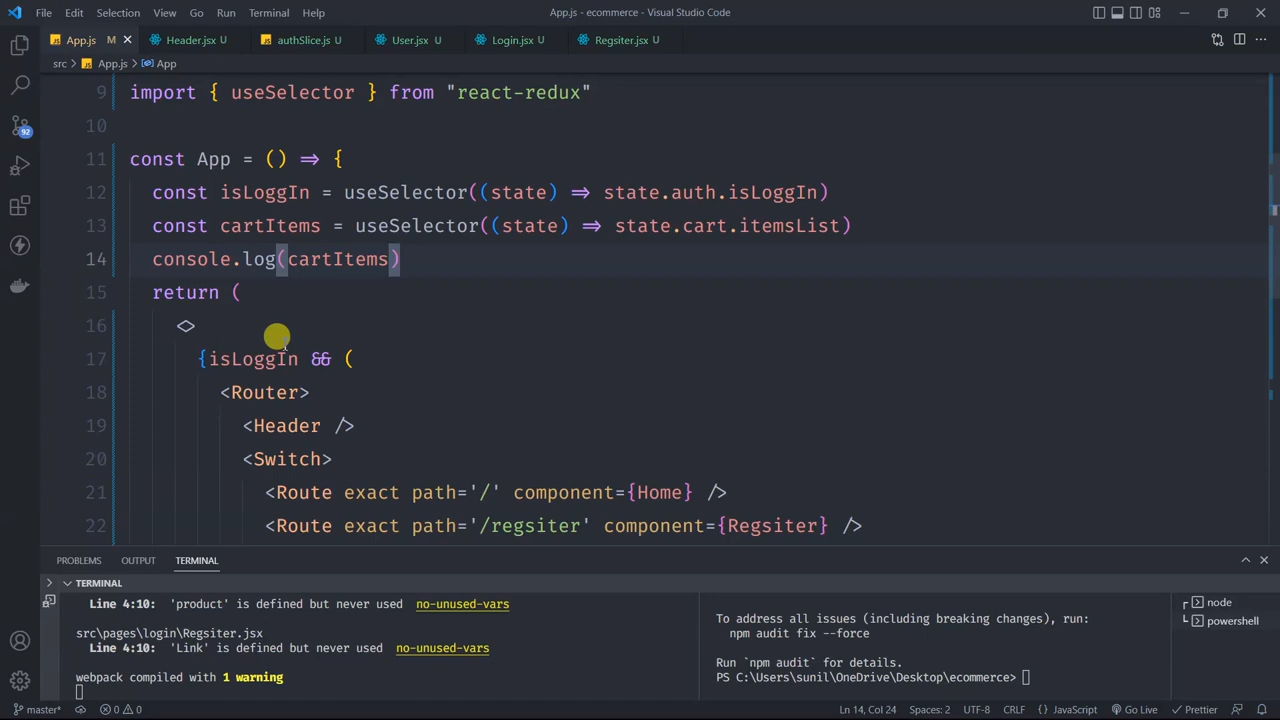 File Edit Selection View Go Run Terminal Help App.js - ecommerce - Visual Studio Code
App.js M Header.jsx U authSlice.js U User.jsx U Login.jsx U Regsiter.jsx U
src > App.js > App
9 import { useSelector } from "react-redux"
10
11 const App = () => {
12 const isLoggIn = useSelector((state) => state.auth.isLoggIn)
13 const cartItems = useSelector((state) => state.cart.itemsList)
14 console.log(cartItems)
15 return (
16 <>
17 {isLoggIn && (
18 <Router>
19 <Header />
20 <Switch>
21 <Route exact path='/' component={Home} />
22 <Route exact path='/regsiter' component={Regsiter} />
92
PROBLEMS OUTPUT TERMINAL
TERMINAL
Line 4:10: 'product' is defined but never used no-unused-vars
src\pages\login\Regsiter.jsx
Line 4:10: 'Link' is defined but never used no-unused-vars
webpack compiled with 1 warning
To address all issues (including breaking changes), run:
npm audit fix --force
Run `npm audit` for details.
PS C:\Users\sunil\OneDrive\Desktop\ecommerce>
node
powershell
master* 0 0 Ln 14, Col 24 Spaces: 2 UTF-8 CRLF {} JavaScript Go Live Prettier